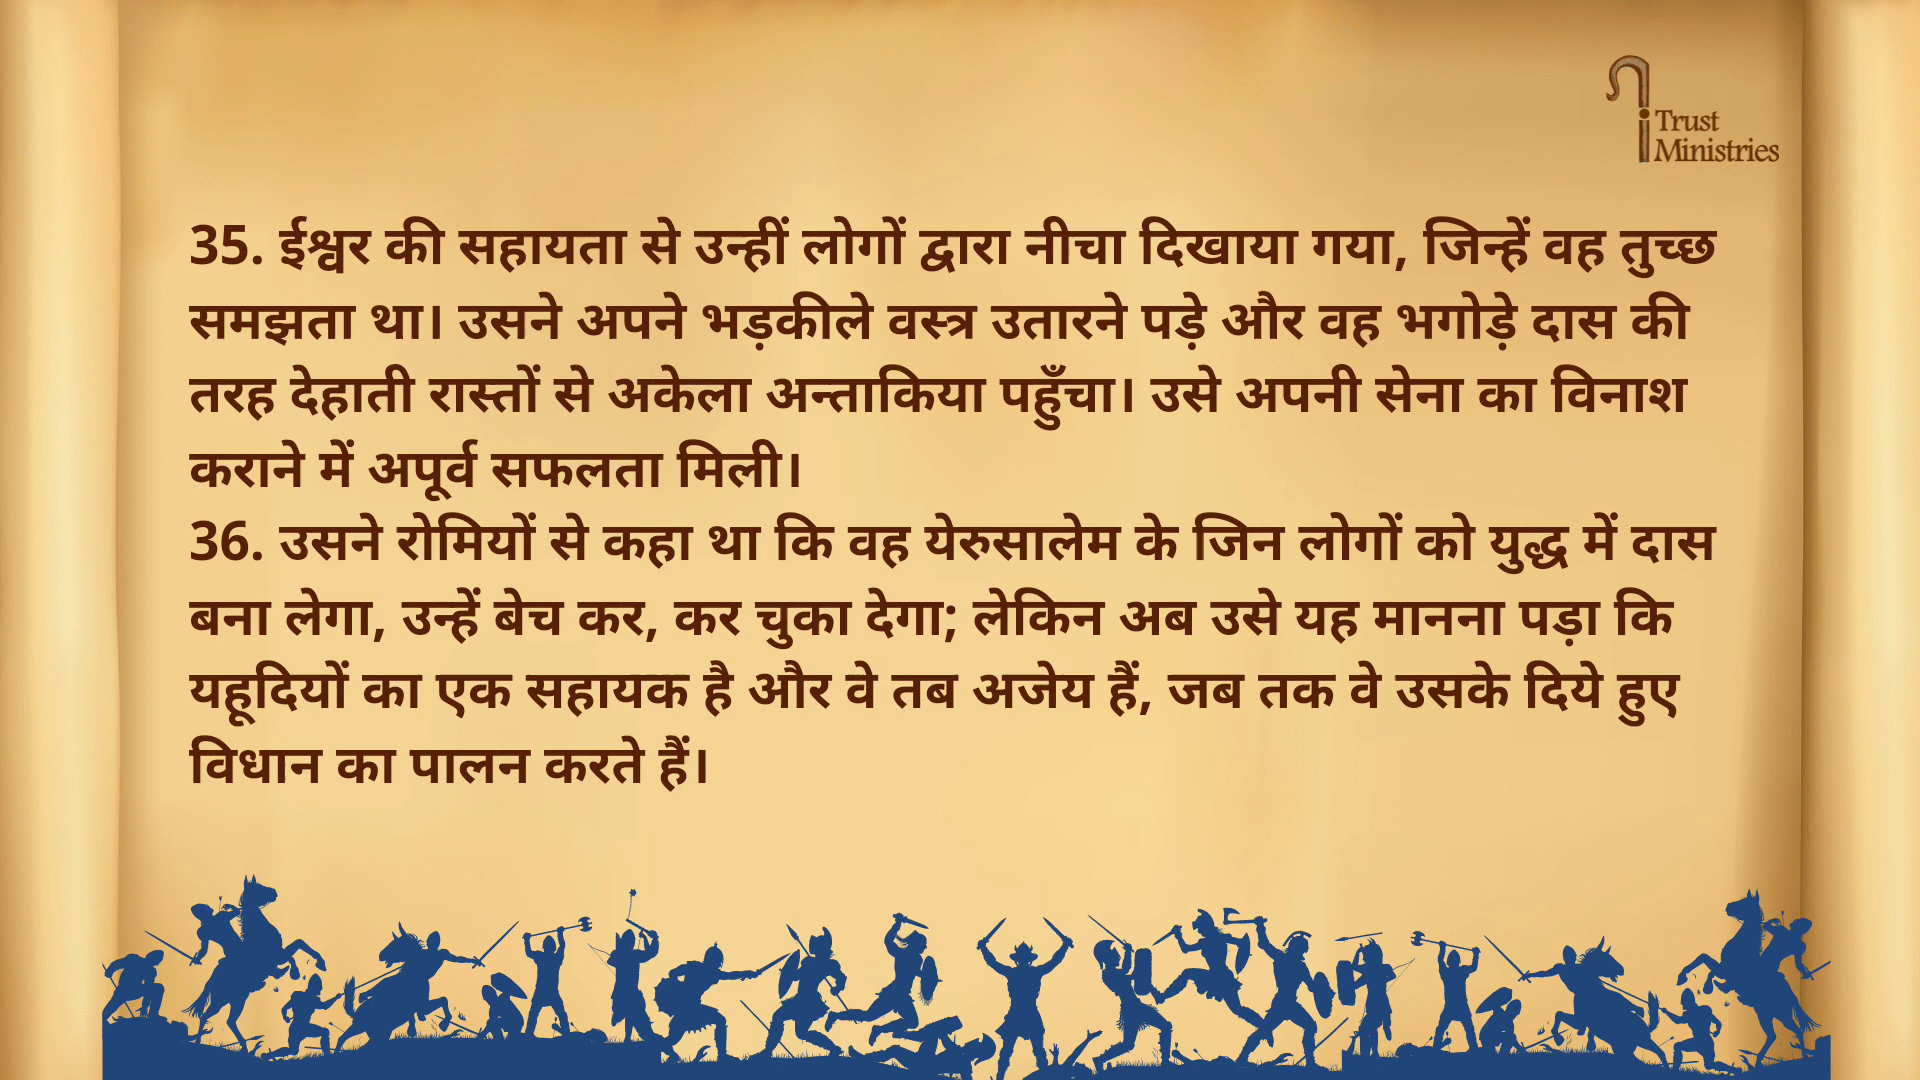 Trust
Ministries
35. ईश्वर की सहायता से उन्हीं लोगों द्वारा नीचा दिखाया गया, जिन्हें वह तुच्छ
समझता था। उसने अपने भड़कीले वस्त्र उतारने पड़े और वह भगोड़े दास की
तरह देहाती रास्तों से अकेला अन्ताकिया पहुँचा। उसे अपनी सेना का विनाश
कराने में अपूर्व सफलता मिली।
36. उसने रोमियों से कहा था कि वह येरुसालेम के जिन लोगों को युद्ध में दास
बना लेगा, उन्हें बेच कर, कर चुका देगा; लेकिन अब उसे यह मानना पड़ा कि
यहूदियों का एक सहायक है और वे तब अजेय हैं, जब तक वे उसके दिये हुए
विधान का पालन करते हैं।